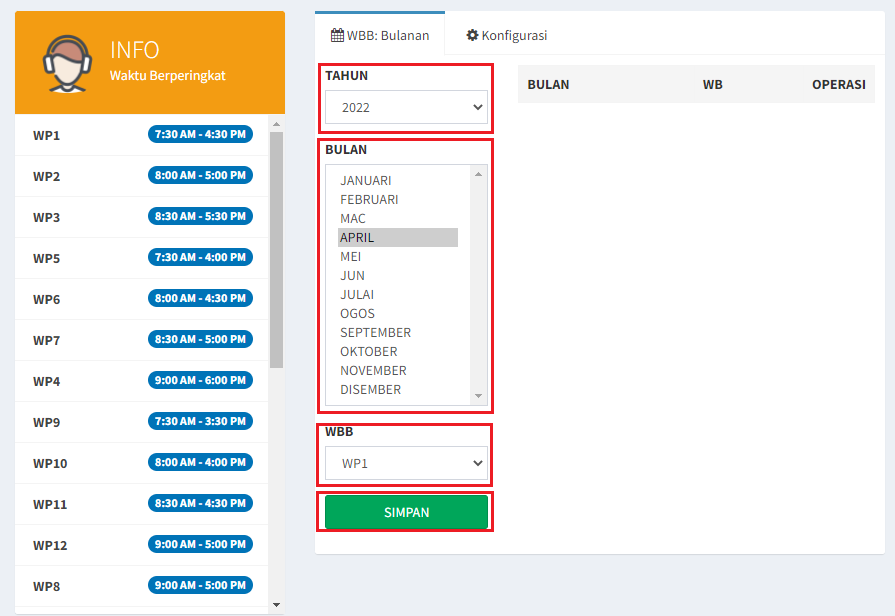 INFO
Waktu Berperingkat
WP1 7:30 AM - 4:30 PM
WP2 8:00 AM - 5:00 PM
WP3 8:30 AM - 5:30 PM
WP5 7:30 AM - 4:00 PM
WP6 8:00 AM - 4:30 PM
WP7 8:30 AM - 5:00 PM
WP4 9:00 AM - 6:00 PM
WP9 7:30 AM - 3:30 PM
WP10 8:00 AM - 4:00 PM
WP11 8:30 AM - 4:30 PM
WP12 9:00 AM - 5:00 PM
WP8 9:00 AM - 5:00 PM
WBB: Bulanan Konfigurasi
TAHUN
2022
BULAN
JANUARI
FEBRUARI
MAC
APRIL
MEI
JUN
JULAI
OGOS
SEPTEMBER
OKTOBER
NOVEMBER
DISEMBER
WBB
WP1
SIMPAN
BULAN WB OPERASI